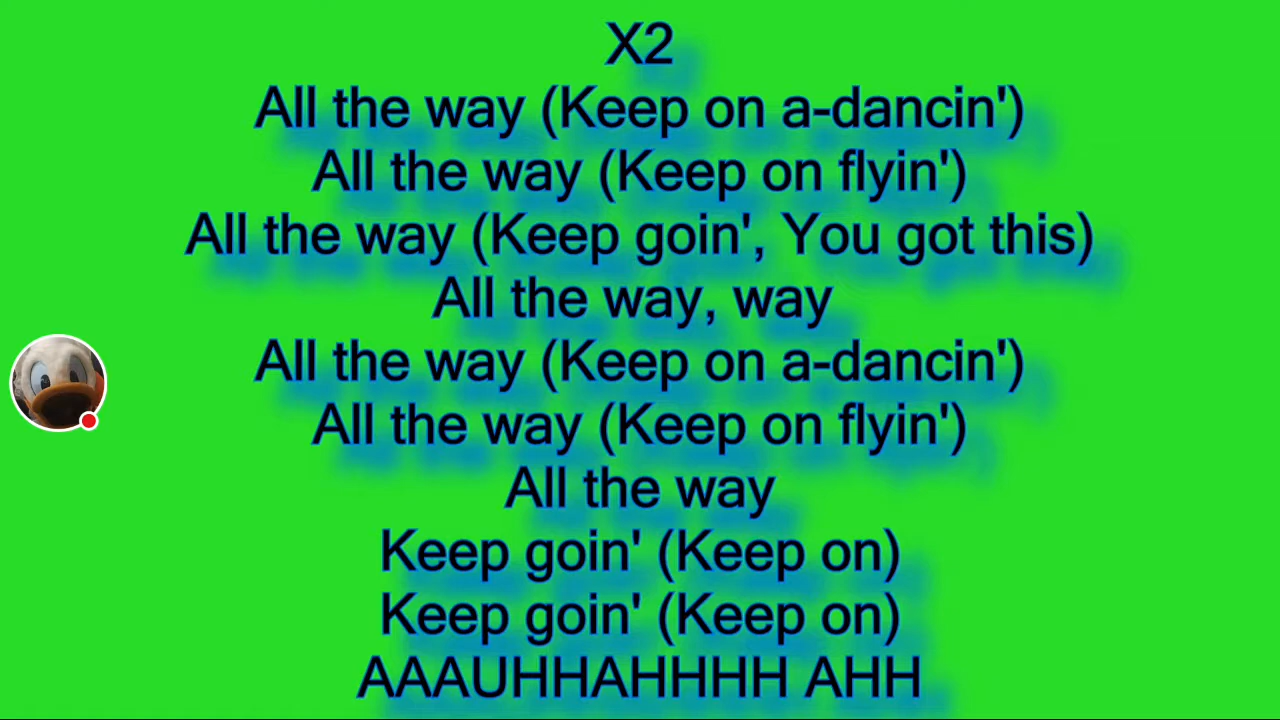 X2
All the way (Keep on a-dancin')
All the way (Keep on flyin')
All the way (Keep goin', You got this)
All the way, way
All the way (Keep on a-dancin')
All the way (Keep on flyin')
All the way
Keep goin' (Keep on)
Keep goin' (Keep on)
AAAUHHAHHHH AHH